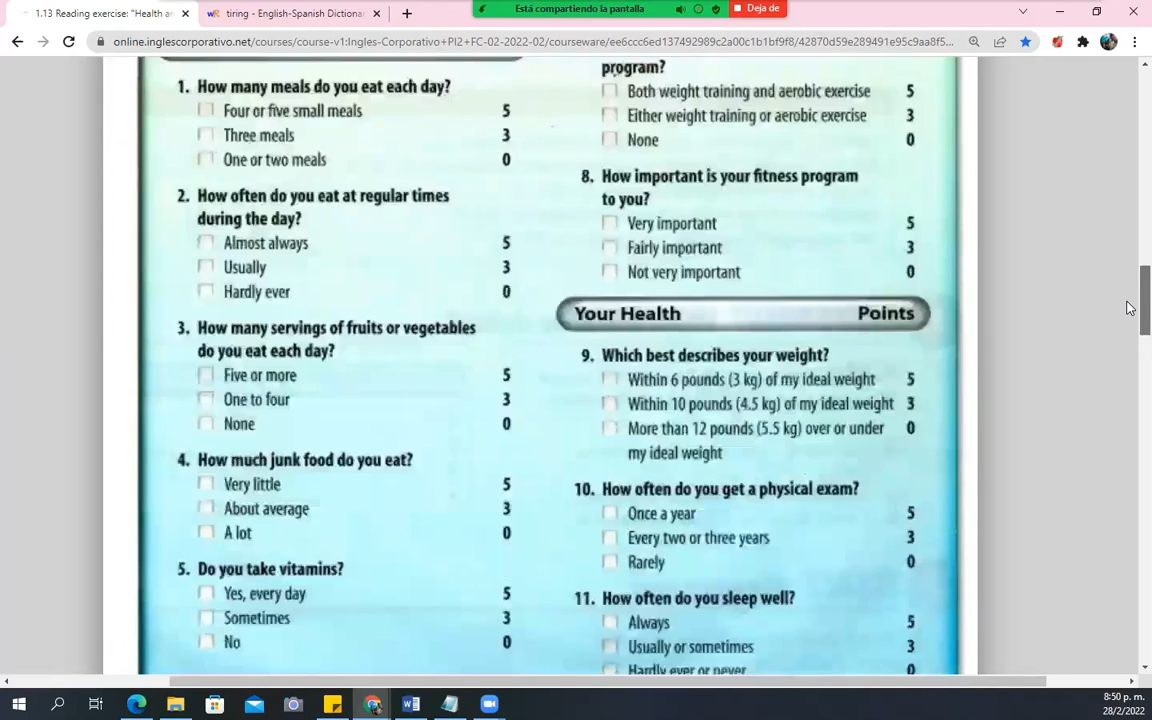 1.13 Reading exercise: "Health a
tiring - English-Spanish Dictionar
Está compartiendo la pantalla
Deja de
online.inglescorporativo.net/courses/course-v1:Ingles-Corporativo+PI2+FC-02-2022-02/courseware/ee6ccc6ed137492989c2a00c1b1bf9f8/42870d59e289491e95c9aa8f5...
1. How many meals do you eat each day?
Four or five small meals 5
Three meals 3
One or two meals 0
2. How often do you eat at regular times
during the day?
Almost always 5
Usually 3
Hardly ever 0
3. How many servings of fruits or vegetables
do you eat each day?
Five or more 5
One to four 3
None 0
4. How much junk food do you eat?
Very little 5
About average 3
A lot 0
5. Do you take vitamins?
Yes, every day 5
Sometimes 3
No 0
program?
Both weight training and aerobic exercise 5
Either weight training or aerobic exercise 3
None 0
8. How important is your fitness program
to you?
Very important 5
Fairly important 3
Not very important 0
Your Health Points
9. Which best describes your weight?
Within 6 pounds (3 kg) of my ideal weight 5
Within 10 pounds (4.5 kg) of my ideal weight 3
More than 12 pounds (5.5 kg) over or under 0
my ideal weight
10. How often do you get a physical exam?
Once a year 5
Every two or three years 3
Rarely 0
11. How often do you sleep well?
Always 5
Usually or sometimes 3
Hardly ever or never 0
8:50 p. m.
28/2/2022